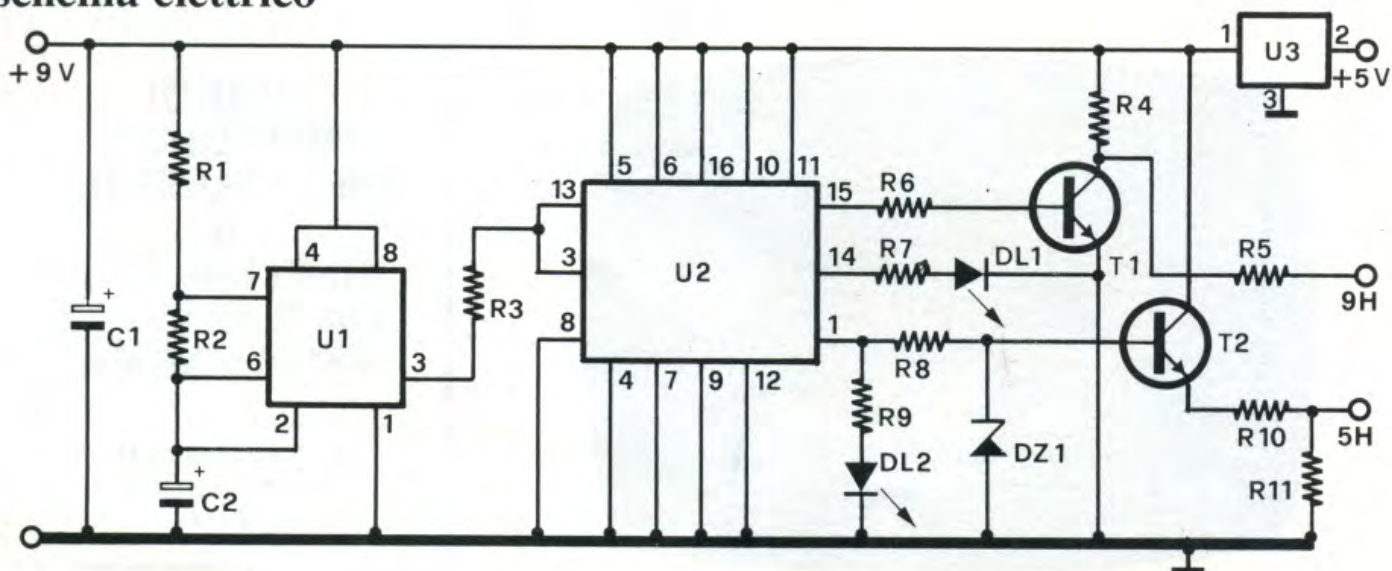 schema elettrico
+9V
C1
+
R1
R2
C2
+
7
6
4
8
U1
2
1
3
R3
13
3
8
5
6
16
10
11
U2
15
14
1
4
7
9
12
R6
R7
DL1
R8
R9
DL2
DZ1
R4
T1
T2
R5
9H
R10
5H
R11
1
U3
2
3
+5V